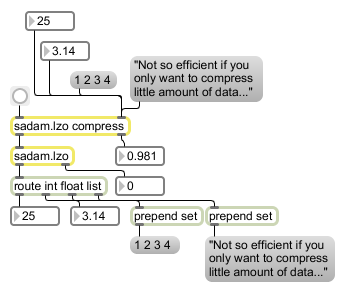 25
3.14
1 2 3 4
"Not so efficient if you
only want to compress
little amount of data..."
sadam.lzo compress
sadam.lzo
0.981
route int float list
0
25
3.14
prepend set
prepend set
1 2 3 4
"Not so efficient if you
only want to compress
little amount of data..."